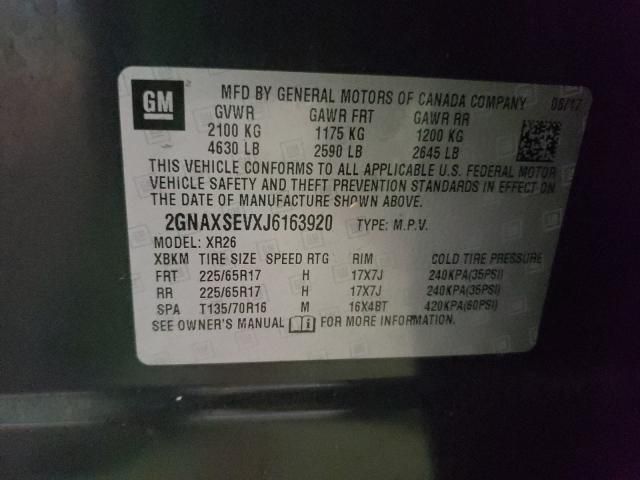 GM
MFD BY GENERAL MOTORS OF CANADA COMPANY 06/17
GVWR GAWR FRT GAWR RR
2100 KG 1175 KG 1200 KG
4630 LB 2590 LB 2645 LB
THIS VEHICLE CONFORMS TO ALL APPLICABLE U.S. FEDERAL MOTOR
VEHICLE SAFETY AND THEFT PREVENTION STANDARDS IN EFFECT ON
THE DATE OF MANUFACTURE SHOWN ABOVE.
2GNAXSEVXJ6163920 TYPE: M.P.V.
MODEL: XR26
XBKM TIRE SIZE SPEED RTG RIM COLD TIRE PRESSURE
FRT 225/65R17 H 17X7J 240KPA(35PSI)
RR 225/65R17 H 17X7J 240KPA(35PSI)
SPA T135/70R16 M 16X4BT 420KPA(60PSI)
SEE OWNER'S MANUAL FOR MORE INFORMATION.